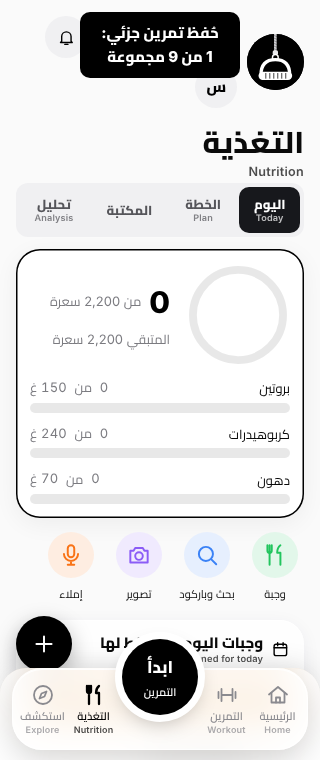 حُفظ تمرين جزئي:
1 من 9 مجموعة
س
التغذية
Nutrition
اليوم
Today
الخطة
Plan
المكتبة
تحليل
Analysis
0 من 2,200 سعرة
المتبقي 2,200 سعرة
بروتين
0 من 150 غ
كربوهيدرات
0 من 240 غ
دهون
0 من 70 غ
وجبة
بحث وباركود
تصوير
إملاء
وجبات اليوم
لها
ned for today
ابدأ
التمرين
الرئيسية
Home
التمرين
Workout
التغذية
Nutrition
استكشف
Explore